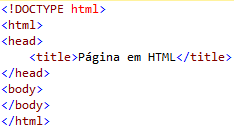 <!DOCTYPE html>
<html>
<head>
    <title>Página em HTML</title>
</head>
<body>
</body>
</html>